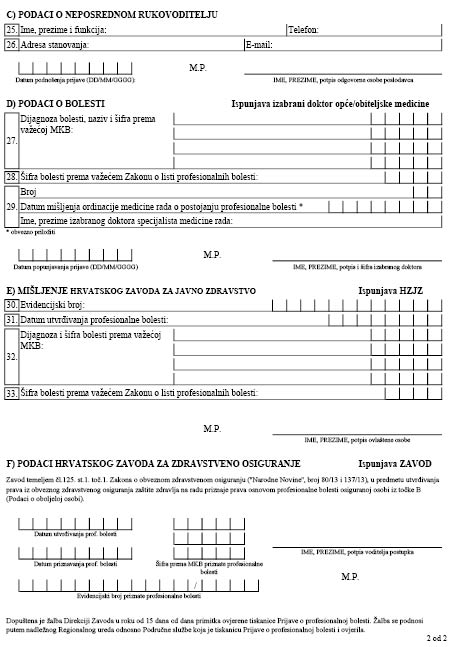 C) PODACI O NEPOSREDNOM RUKOVODITELJU
25. Ime, prezime i funkcija: Telefon:
26. Adresa stanovanja: E-mail:
M.P.
Datum podnošenja prijave (DD/MM/GGGG) IME, PREZIME, potpis odgovorne osobe poslodavca
D) PODACI O BOLESTI Ispunjava izabrani doktor opće/obiteljske medicine
27. Dijagnoza bolesti, naziv i šifra prema
važećoj MKB:
28. Šifra bolesti prema važećem Zakonu o listi profesionalnih bolesti:
Broj
29. Datum mišljenja ordinacije medicine rada o postojanju profesionalne bolesti *
Ime, prezime izabranog doktora specijalista medicine rada:
* obvezno priložiti
M.P.
Datum popunjavanja prijave (DD/MM/GGGG) IME, PREZIME, potpis i šifra izabranog doktora
E) MIŠLJENJE HRVATSKOG ZAVODA ZA JAVNO ZDRAVSTVO Ispunjava HZJZ
30. Evidencijski broj:
31. Datum utvrđivanja profesionalne bolesti:
32. Dijagnoza i šifra bolesti prema važećoj
MKB:
33. Šifra bolesti prema važećem Zakonu o listi profesionalnih bolesti:
M.P.
IME, PREZIME, potpis ovlaštene osobe
F) PODACI HRVATSKOG ZAVODA ZA ZDRAVSTVENO OSIGURANJE Ispunjava ZAVOD
Zavod temeljem čl.125. st.1. toč.1. Zakona o obveznom zdravstvenom osiguranju ("Narodne Novine", broj 80/13 i 137/13), u predmetu utvrđivanja
prava iz obveznog zdravstvenog osiguranja zaštite zdravlja na radu priznaje prava osnovom profesionalne bolesti osiguranoj osobi iz točke B
(Podaci o oboljeloj osobi).
Datum utvrđivanja prof. bolesti
Datum priznavanja prof. bolesti Šifra prema MKB priznate profesionalne
bolesti
IME, PREZIME, potpis voditelja postupka
M.P.
/
Evidencijski broj priznate profesionalne bolesti
Dopuštena je žalba Direkciji Zavoda u roku od 15 dana od dana primitka ovjerene tiskanice Prijave o profesionalnoj bolesti. Žalba se podnosi
putem nadležnog Regionalnog ureda odnosno Područne službe koja je tiskanicu Prijave o profesionalnoj bolesti i ovjerila.
2 od 2